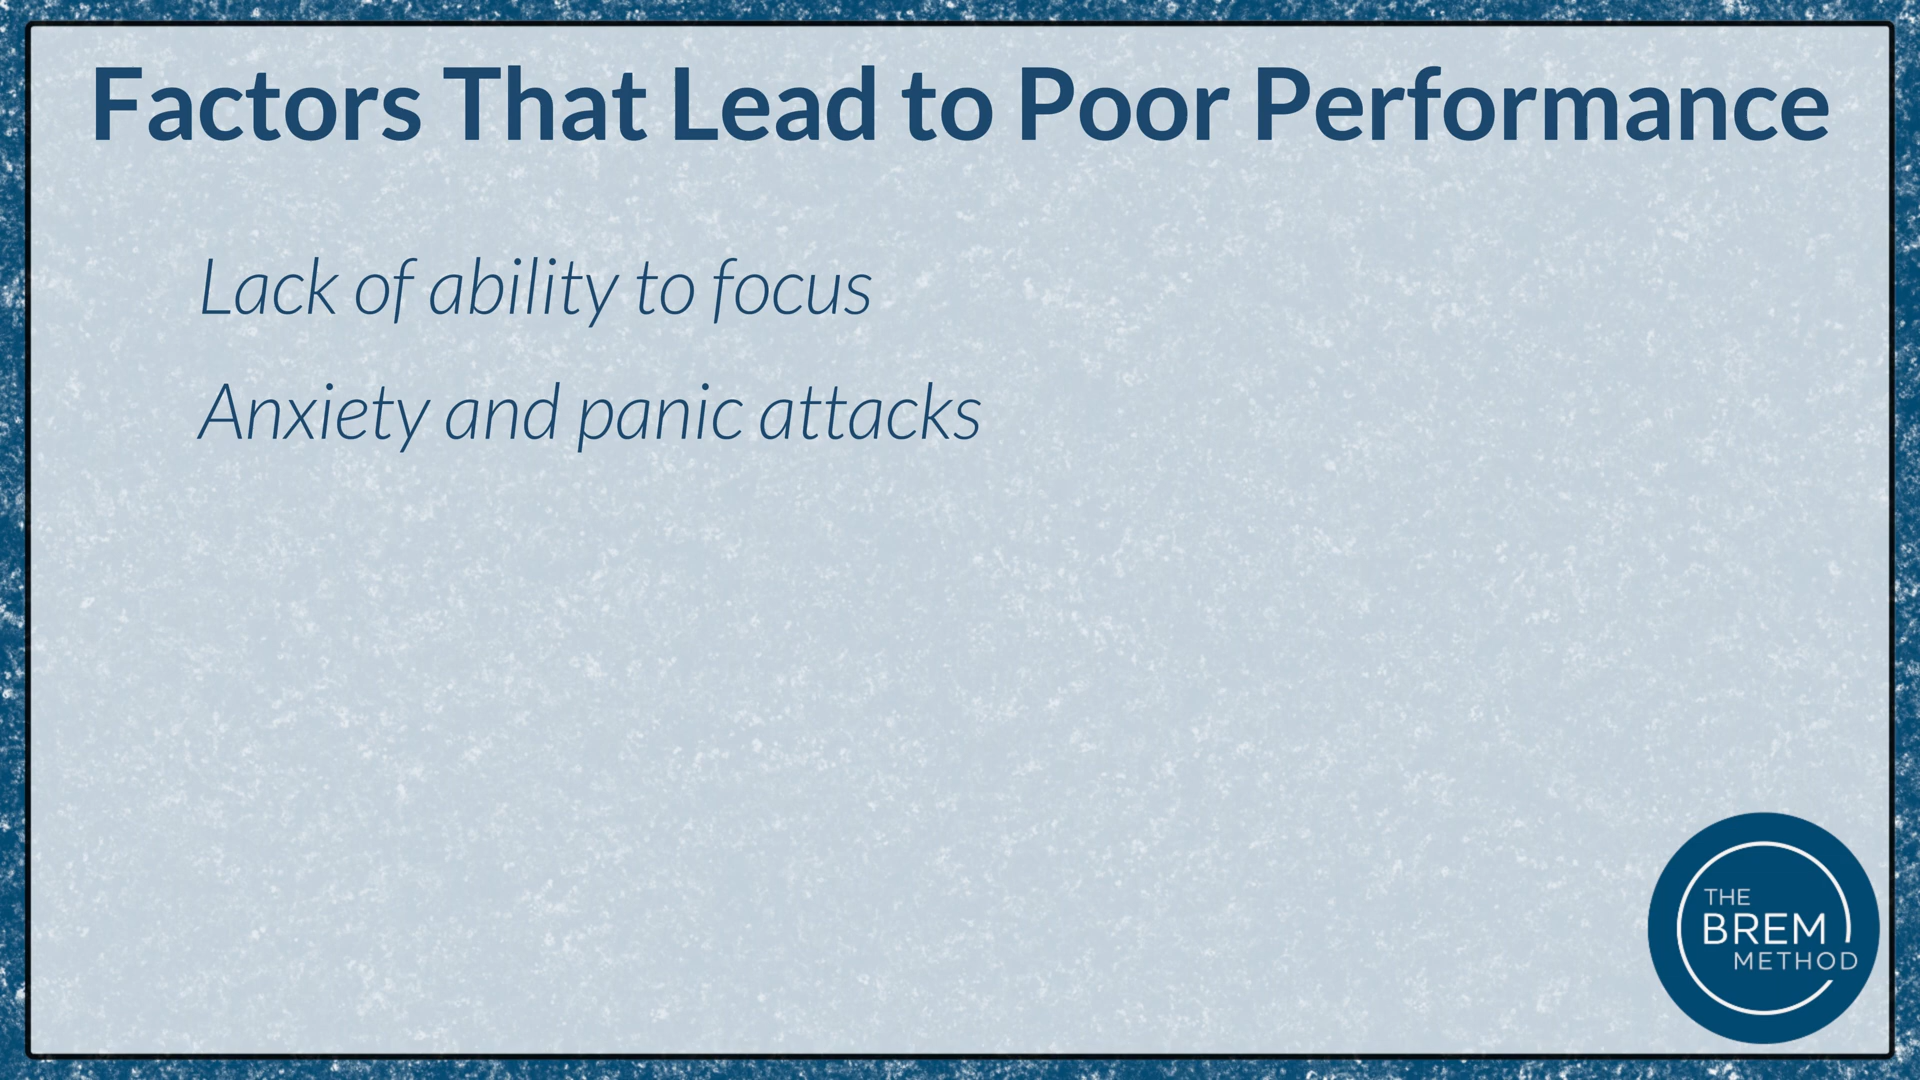 Factors That Lead to Poor Performance
Lack of ability to focus
Anxiety and panic attacks
THE
BREM
METHOD